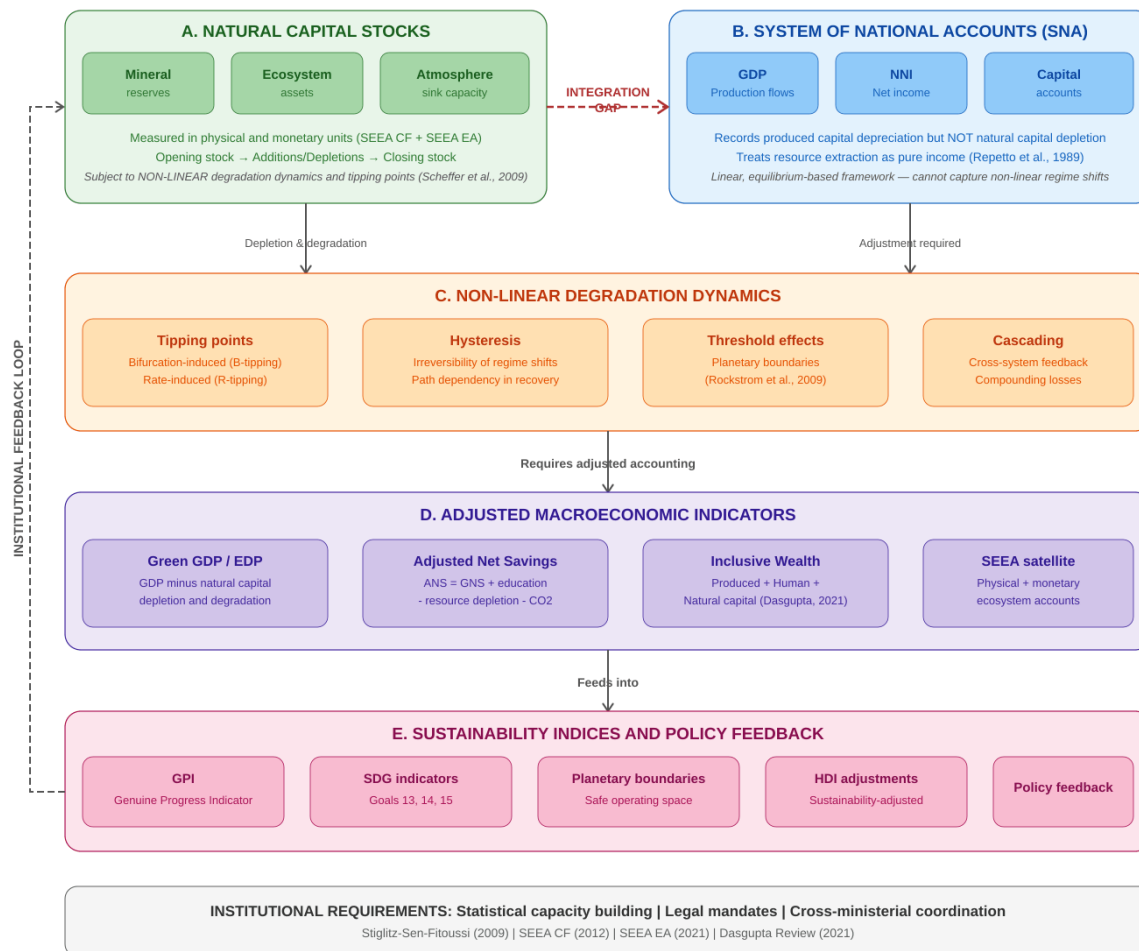 A. NATURAL CAPITAL STOCKS
Mineral
reserves
Ecosystem
assets
Atmosphere
sink capacity
Measured in physical and monetary units (SEEA CF + SEEA EA)
Opening stock → Additions/Depletions → Closing stock
Subject to NON-LINEAR degradation dynamics and tipping points (Scheffer et al., 2009)
INTEGRATION
GAP
B. SYSTEM OF NATIONAL ACCOUNTS (SNA)
GDP
Production flows
NNI
Net income
Capital
accounts
Records produced capital depreciation but NOT natural capital depletion
Treats resource extraction as pure income (Repetto et al., 1989)
Linear, equilibrium-based framework — cannot capture non-linear regime shifts
Depletion & degradation
Adjustment required
C. NON-LINEAR DEGRADATION DYNAMICS
Tipping points
Bifurcation-induced (B-tipping)
Rate-induced (R-tipping)
Hysteresis
Irreversibility of regime shifts
Path dependency in recovery
Threshold effects
Planetary boundaries
(Rockstrom et al., 2009)
Cascading
Cross-system feedback
Compounding losses
INSTITUTIONAL FEEDBACK LOOP
Requires adjusted accounting
D. ADJUSTED MACROECONOMIC INDICATORS
Green GDP / EDP
GDP minus natural capital
depletion and degradation
Adjusted Net Savings
ANS = GNS + education
- resource depletion - CO2
Inclusive Wealth
Produced + Human +
Natural capital (Dasgupta, 2021)
SEEA satellite
Physical + monetary
ecosystem accounts
Feeds into
E. SUSTAINABILITY INDICES AND POLICY FEEDBACK
GPI
Genuine Progress Indicator
SDG indicators
Goals 13, 14, 15
Planetary boundaries
Safe operating space
HDI adjustments
Sustainability-adjusted
Policy feedback
INSTITUTIONAL REQUIREMENTS: Statistical capacity building | Legal mandates | Cross-ministerial coordination
Stiglitz-Sen-Fitoussi (2009) | SEEA CF (2012) | SEEA EA (2021) | Dasgupta Review (2021)